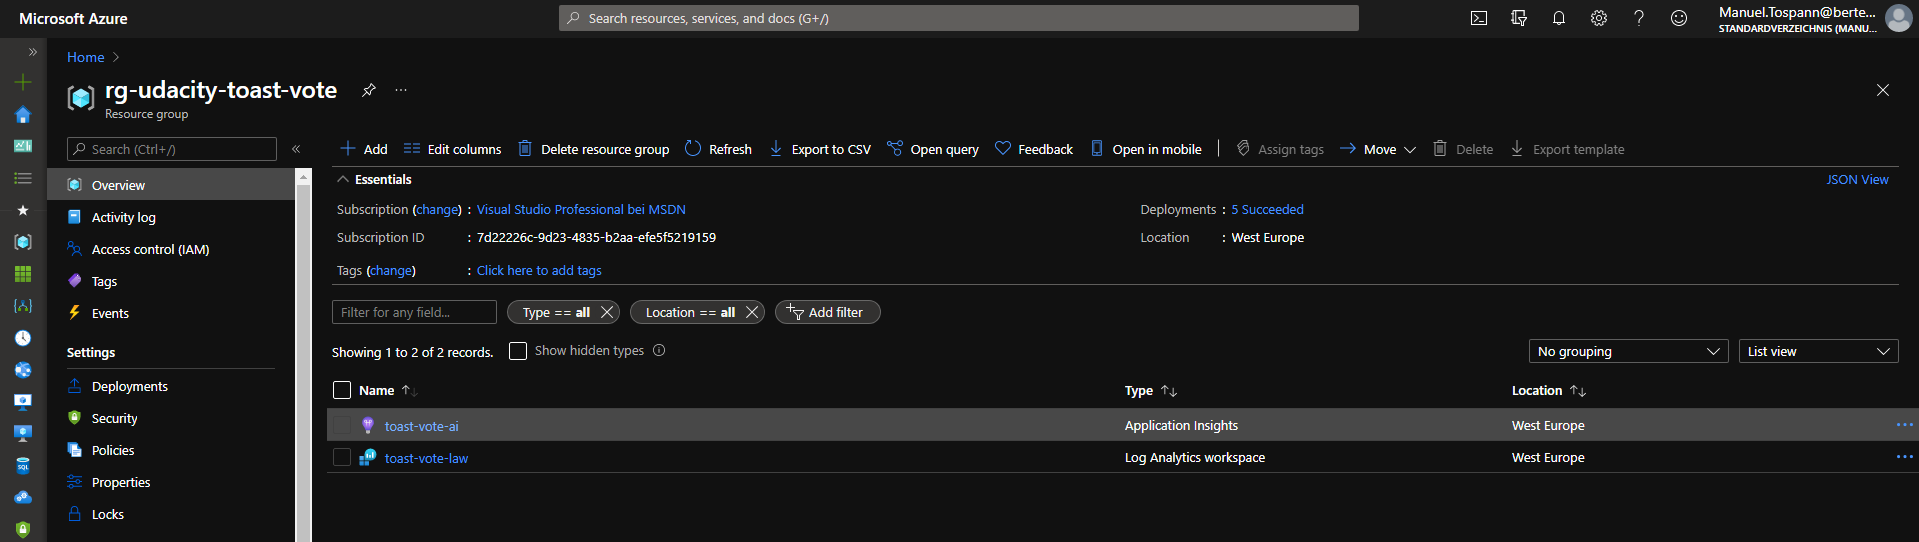 Microsoft Azure
Search resources, services, and docs (G+/)
Manuel.Tospann@berte...
STANDARDVERZEICHNIS (MANU...
Home
rg-udacity-toast-vote
Resource group
Search (Ctrl+/)
Overview
Activity log
Access control (IAM)
Tags
Events
Settings
Deployments
Security
Policies
Properties
Locks
Add Edit columns Delete resource group Refresh Export to CSV Open query Feedback Open in mobile Assign tags Move Delete Export template
Essentials JSON View
Subscription (change) : Visual Studio Professional bei MSDN Deployments : 5 Succeeded
Subscription ID : 7d22226c-9d23-4835-b2aa-efe5f5219159 Location : West Europe
Tags (change) : Click here to add tags
Filter for any field... Type == all Location == all Add filter
Showing 1 to 2 of 2 records. Show hidden types No grouping List view
Name Type Location
toast-vote-ai Application Insights West Europe
toast-vote-law Log Analytics workspace West Europe